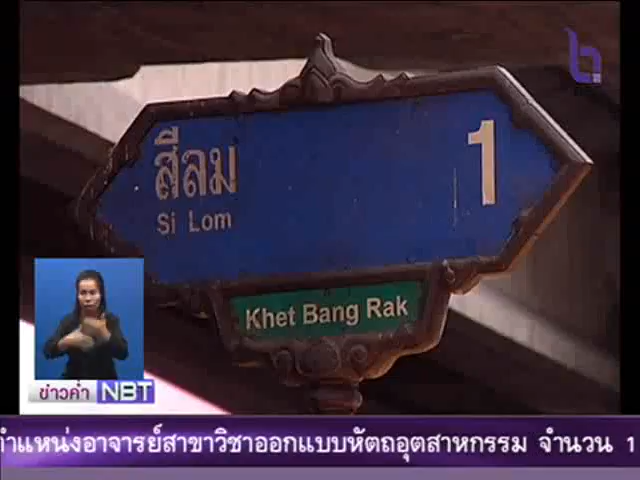 สีลม
1
Si Lom
Khet Bang Rak
ข่าวค่ำ NBT
ตำแหน่งอาจารย์สาขาวิชาออกแบบหัตถอุตสาหกรรม จำนวน 1